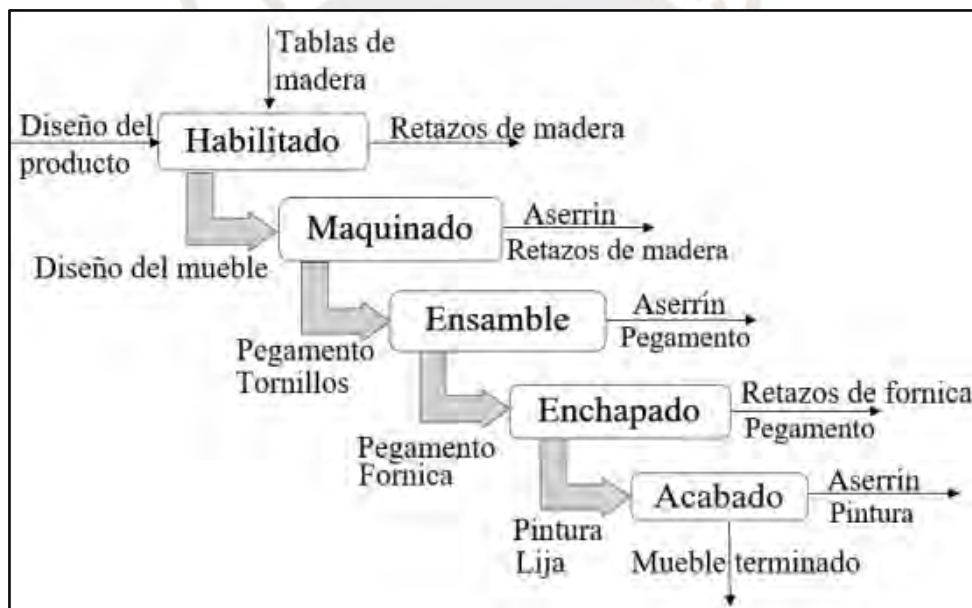 Tablas de
madera
Diseño del
producto
Habilitado
Retazos de madera
Diseño del mueble
Maquinado
Aserrin
Retazos de madera
Pegamento
Tornillos
Ensamble
Aserrín
Pegamento
Pegamento
Fornica
Enchapado
Retazos de fornica
Pegamento
Pintura
Lija
Acabado
Aserrín
Pintura
Mueble terminado